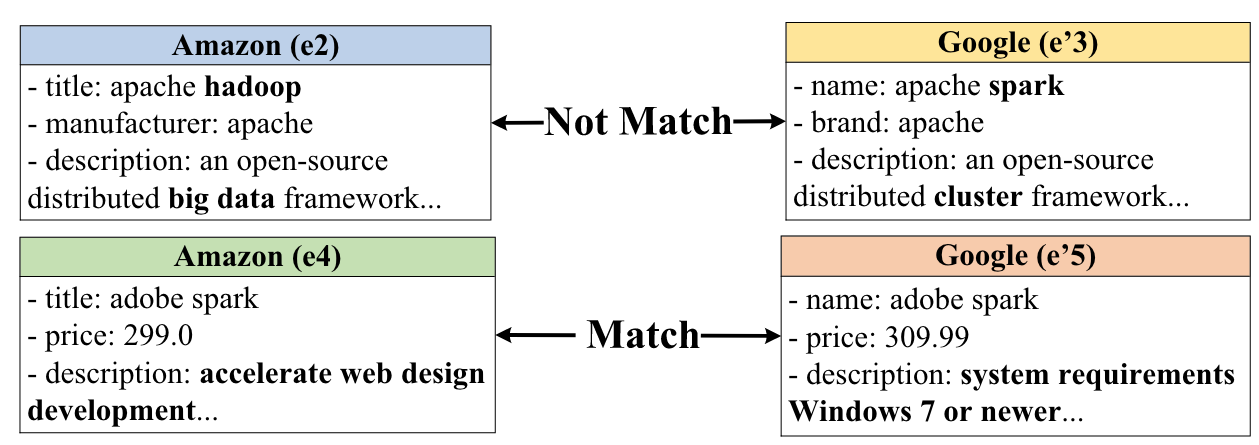 Amazon (e2)
- title: apache hadoop
- manufacturer: apache
- description: an open-source
distributed big data framework...
Not Match
Google (e’3)
- name: apache spark
- brand: apache
- description: an open-source
distributed cluster framework...
Amazon (e4)
- title: adobe spark
- price: 299.0
- description: accelerate web design
development...
Match
Google (e’5)
- name: adobe spark
- price: 309.99
- description: system requirements
Windows 7 or newer...